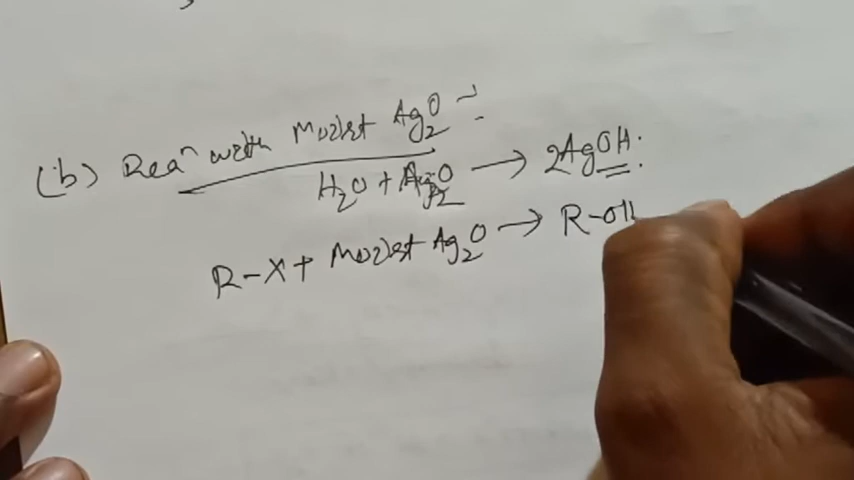 (b) Reaⁿ with Moist Ag₂O :-
H₂O + Ag₂O → 2AgOH.
R-X + Moist Ag₂O → R-OH